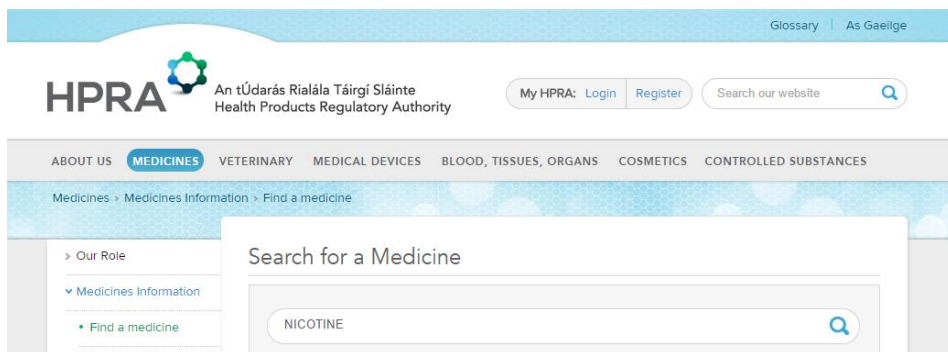 Glossary As Gaeilge
HPRA An tÚdarás Rialála Táirgí Sláinte
Health Products Regulatory Authority
My HPRA: Login Register Search our website
ABOUT US MEDICINES VETERINARY MEDICAL DEVICES BLOOD, TISSUES, ORGANS COSMETICS CONTROLLED SUBSTANCES
Medicines » Medicines Information » Find a medicine
> Our Role
Search for a Medicine
Medicines Information
• Find a medicine
NICOTINE